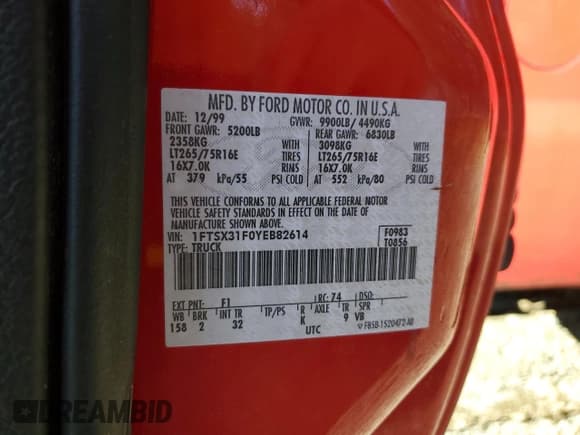 MFD. BY FORD MOTOR CO. IN U.S.A.
DATE: 12/99 GVWR: 9900LB/ 4490KG
FRONT GAWR: 5200LB REAR GAWR: 6830LB
2358KG WITH 3098KG WITH
LT265/75R16E TIRES LT265/75R16E TIRES
16X7.0K RIMS 16X7.0K RIMS
AT 379 kPa/55 PSI COLD AT 552 kPa/80 PSI COLD
THIS VEHICLE CONFORMS TO ALL APPLICABLE FEDERAL MOTOR
VEHICLE SAFETY STANDARDS IN EFFECT ON THE DATE OF
MANUFACTURE SHOWN ABOVE.
VIN: 1FTSX31F0YEB82614 F0983
TYPE: TRUCK T0856
EXT PNT: F1 RC: 74 DSO:
WB BRK INT TR TP/PS R AXLE TR SPR
158 2 32 K 9 VB
UTC F85B-1520472-AB
DREAMBID